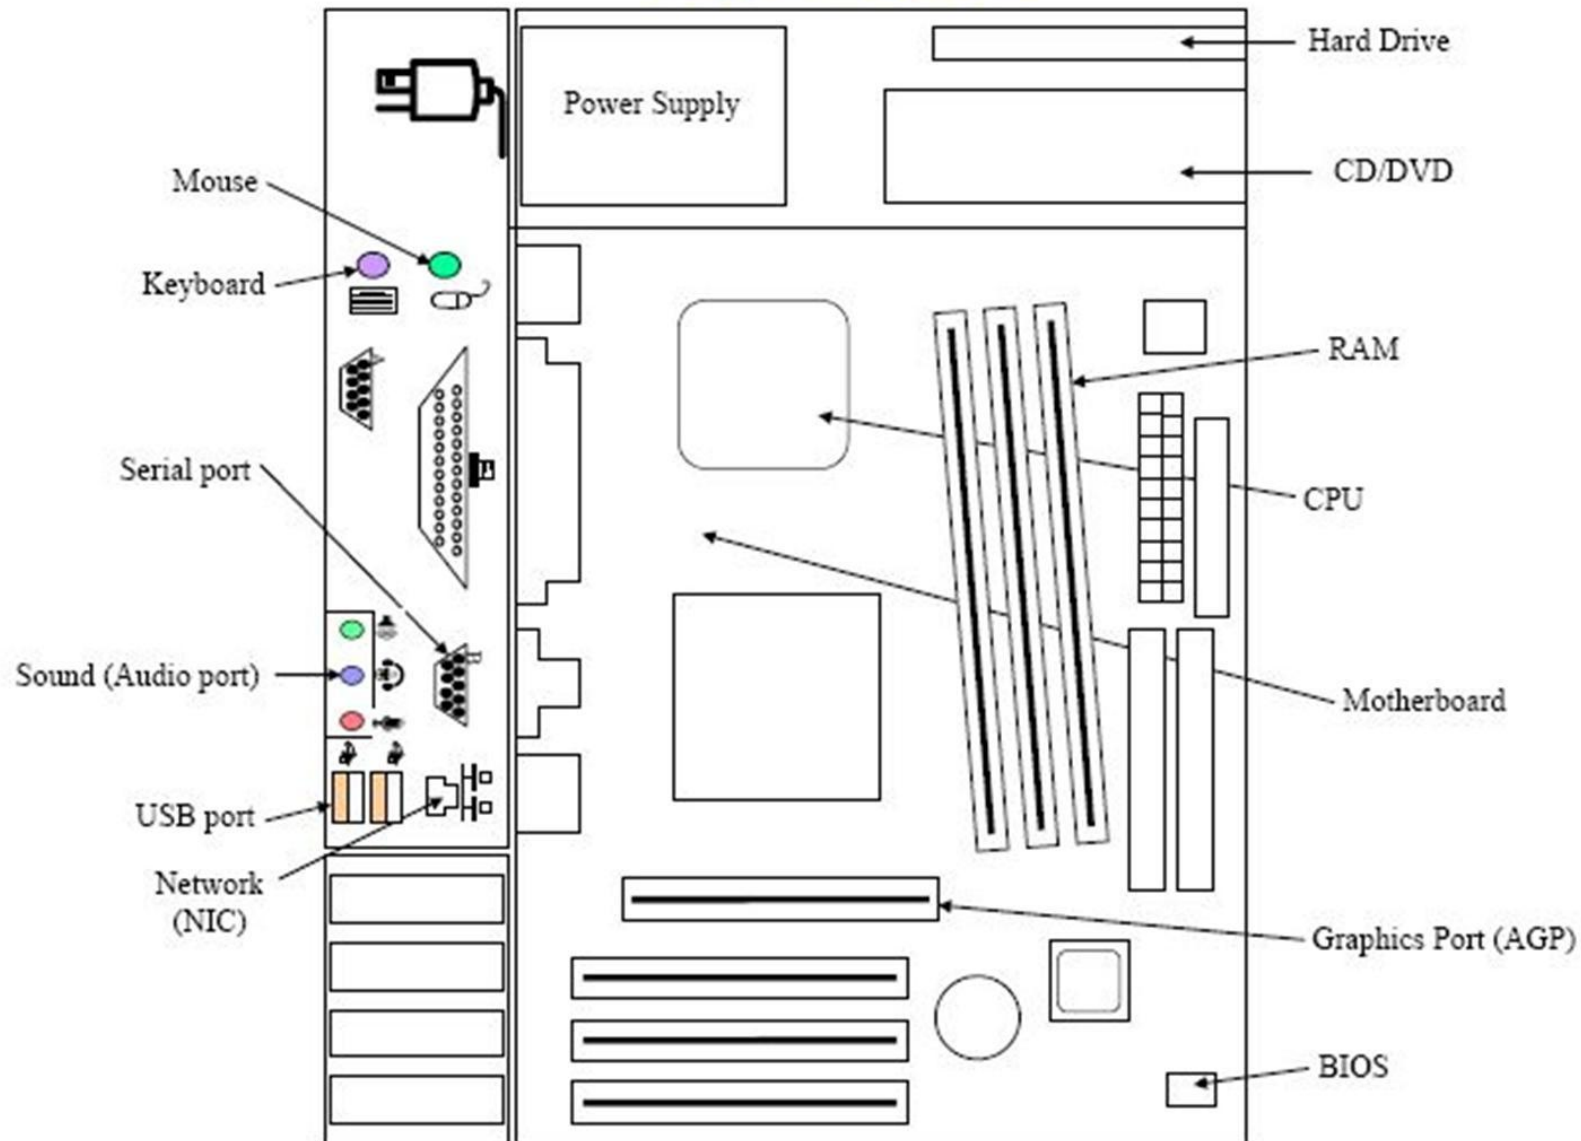 Hard Drive
Power Supply
CD/DVD
Mouse
Keyboard
RAM
Serial port
CPU
Sound (Audio port)
Motherboard
USB port
Network
(NIC)
Graphics Port (AGP)
BIOS